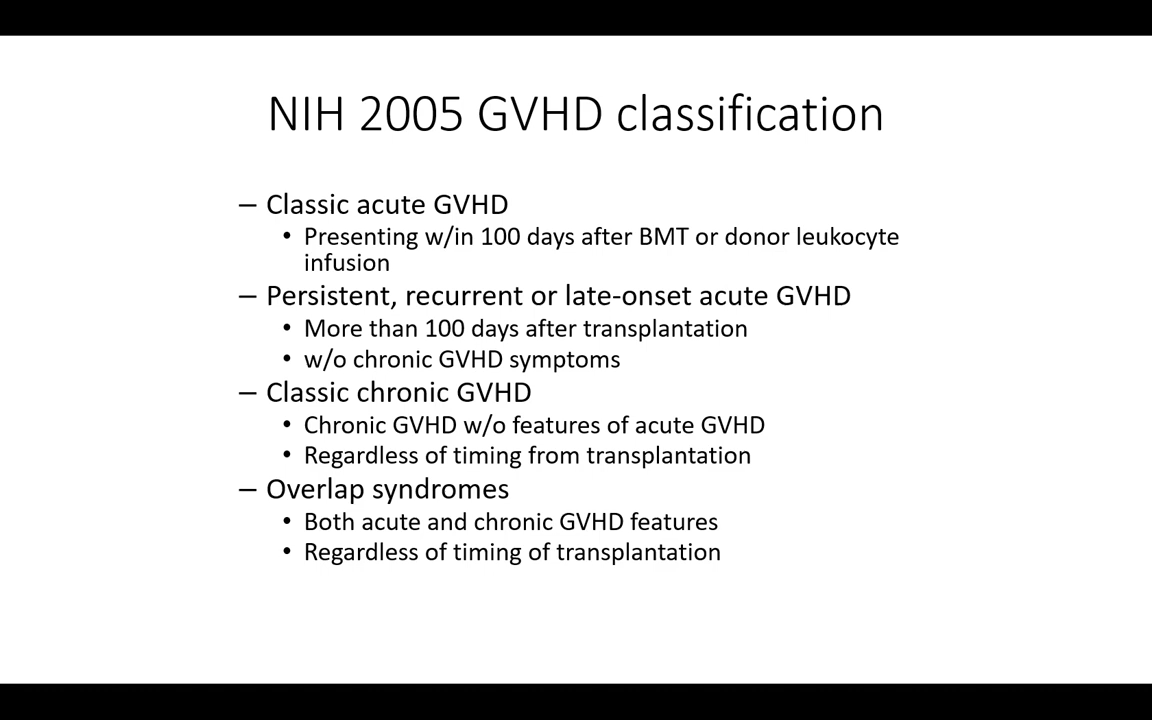 NIH 2005 GVHD classification
– Classic acute GVHD
• Presenting w/in 100 days after BMT or donor leukocyte
infusion
– Persistent, recurrent or late-onset acute GVHD
• More than 100 days after transplantation
• w/o chronic GVHD symptoms
– Classic chronic GVHD
• Chronic GVHD w/o features of acute GVHD
• Regardless of timing from transplantation
– Overlap syndromes
• Both acute and chronic GVHD features
• Regardless of timing of transplantation